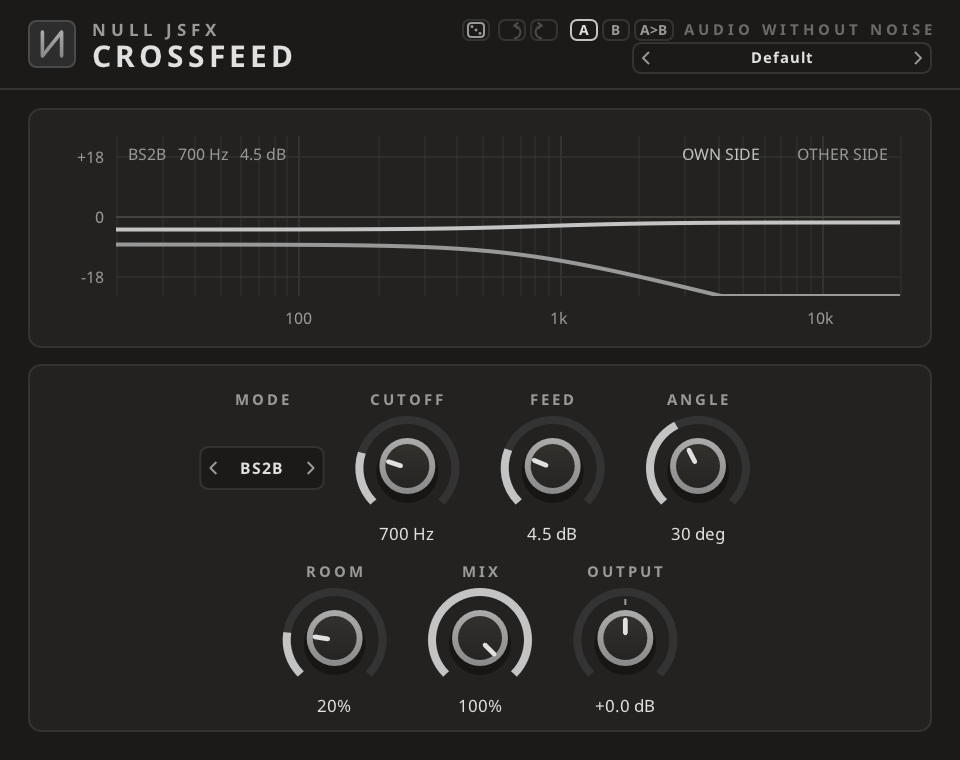 NULL JSFX
CROSSFEED
A B A>B AUDIO WITHOUT NOISE
Default
+18
0
-18
BS2B 700 Hz 4.5 dB
OWN SIDE OTHER SIDE
100 1k 10k
MODE CUTOFF FEED ANGLE
BS2B
700 Hz 4.5 dB 30 deg
ROOM MIX OUTPUT
20% 100% +0.0 dB